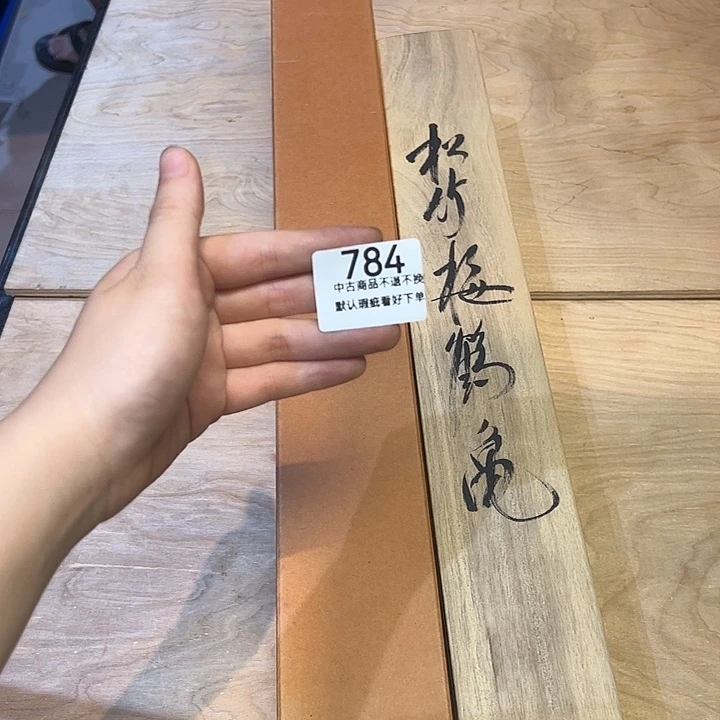 784
中古商品不退不换
默认瑕疵看好下单
松竹梅鶴亀